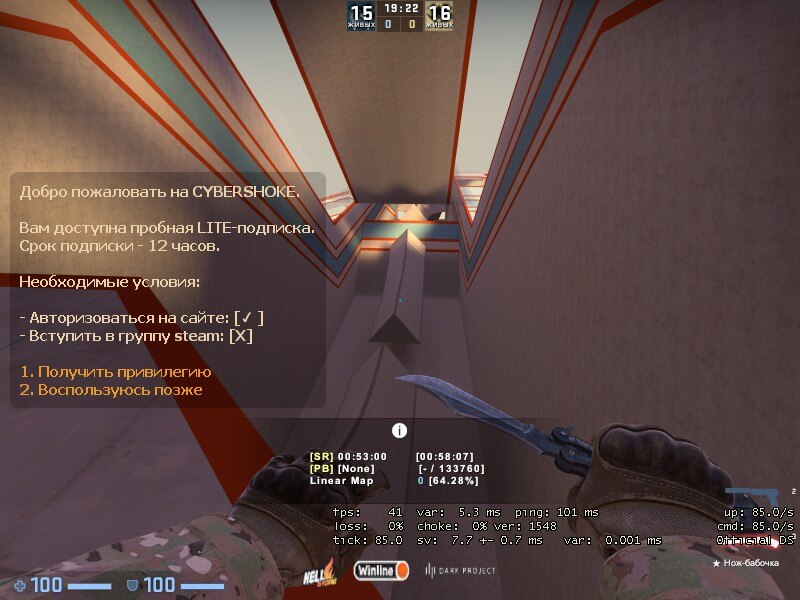 15 19:22 16
ЖИВЫХ 0 0 ЖИВЫХ
Добро пожаловать на CYBERSHOKE.
Вам доступна пробная LITE-подписка.
Срок подписки - 12 часов.
Необходимые условия:
- Авторизоваться на сайте: [✓ ]
- Вступить в группу steam: [X]
1. Получить привилегию
2. Воспользуюсь позже
[SR] 00:53:00 [00:58:07]
[PB] [None] [- / 133760]
Linear Map 0 [64.28%]
fps: 41 var: 5.3 ms ping: 101 ms up: 85.0/s
loss: 0% choke: 0% ver: 1548 cmd: 85.0/s
tick: 85.0 sv: 7.7 +- 0.7 ms var: 0.001 ms Official DS
2
3
★ Нож-бабочка
HELL
Winline
DARK PROJECT
100 100